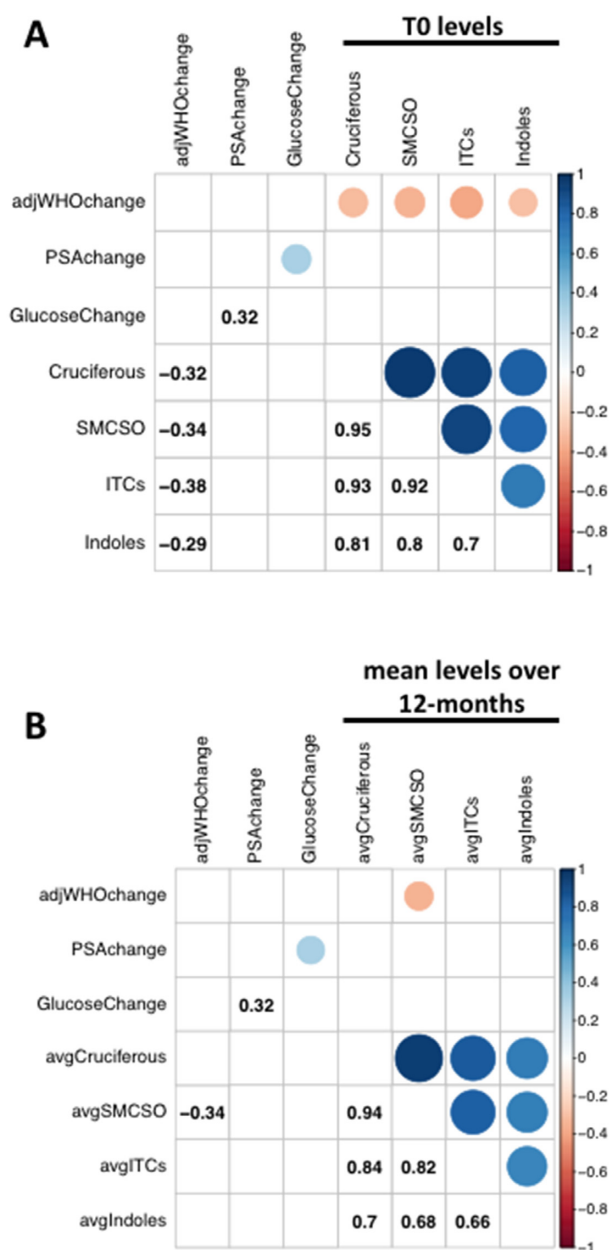 A
T0 levels
adjWHOchange PSAchange GlucoseChange Cruciferous SMCSO ITCs Indoles
adjWHOchange
PSAchange
GlucoseChange 0.32
Cruciferous −0.32
SMCSO −0.34 0.95
ITCs −0.38 0.93 0.92
Indoles −0.29 0.81 0.8 0.7
1
0.8
0.6
0.4
0.2
0
−0.2
−0.4
−0.6
−0.8
−1
B
mean levels over
12-months
adjWHOchange PSAchange GlucoseChange avgCruciferous avgSMCSO avgITCs avgIndoles
adjWHOchange
PSAchange
GlucoseChange 0.32
avgCruciferous
avgSMCSO −0.34 0.94
avgITCs 0.84 0.82
avgIndoles 0.7 0.68 0.66
1
0.8
0.6
0.4
0.2
0
−0.2
−0.4
−0.6
−0.8
−1